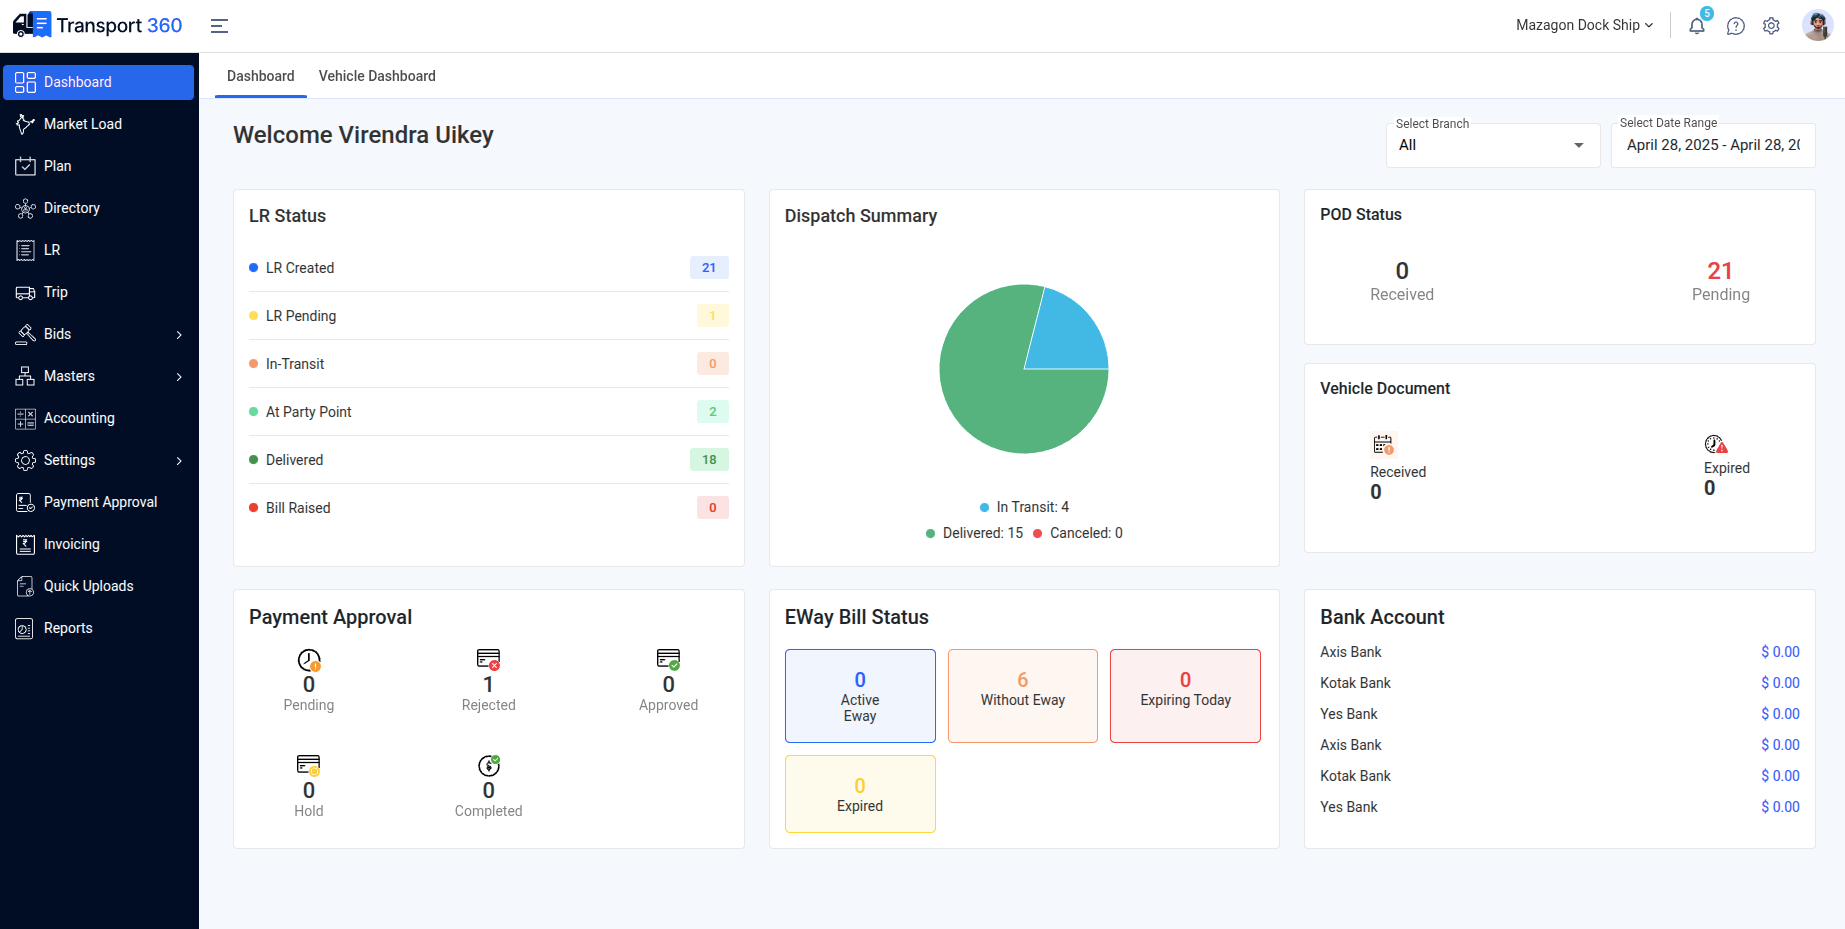 Transport 360
Mazagon Dock Ship
5
Dashboard
Market Load
Plan
Directory
LR
Trip
Bids
Masters
Accounting
Settings
Payment Approval
Invoicing
Quick Uploads
Reports
Dashboard Vehicle Dashboard
Welcome Virendra Uikey
Select Branch
All
Select Date Range
April 28, 2025 - April 28, 20
LR Status
LR Created 21
LR Pending 1
In-Transit 0
At Party Point 2
Delivered 18
Bill Raised 0
Dispatch Summary
In Transit: 4
Delivered: 15 Canceled: 0
POD Status
0 21
Received Pending
Vehicle Document
Received Expired
0 0
Payment Approval
0 1 0
Pending Rejected Approved
0 0
Hold Completed
EWay Bill Status
0 6 0
Active Without Eway Expiring Today
Eway
0
Expired
Bank Account
Axis Bank $ 0.00
Kotak Bank $ 0.00
Yes Bank $ 0.00
Axis Bank $ 0.00
Kotak Bank $ 0.00
Yes Bank $ 0.00